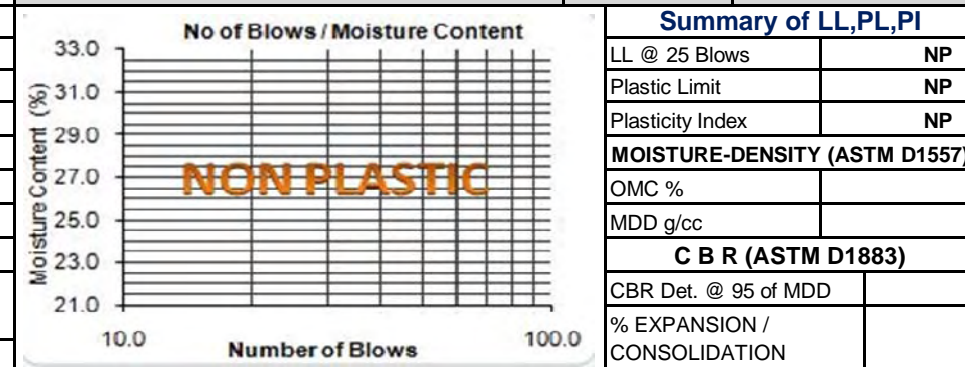 No of Blows / Moisture Content
Moisture Content (%)
33.0
31.0
29.0
27.0
25.0
23.0
21.0
NON PLASTIC
10.0
100.0
Number of Blows
Summary of LL,PL,PI
LL @ 25 Blows NP
Plastic Limit NP
Plasticity Index NP
MOISTURE-DENSITY (ASTM D1557)
OMC %
MDD g/cc
C B R (ASTM D1883)
CBR Det. @ 95 of MDD
% EXPANSION /
CONSOLIDATION